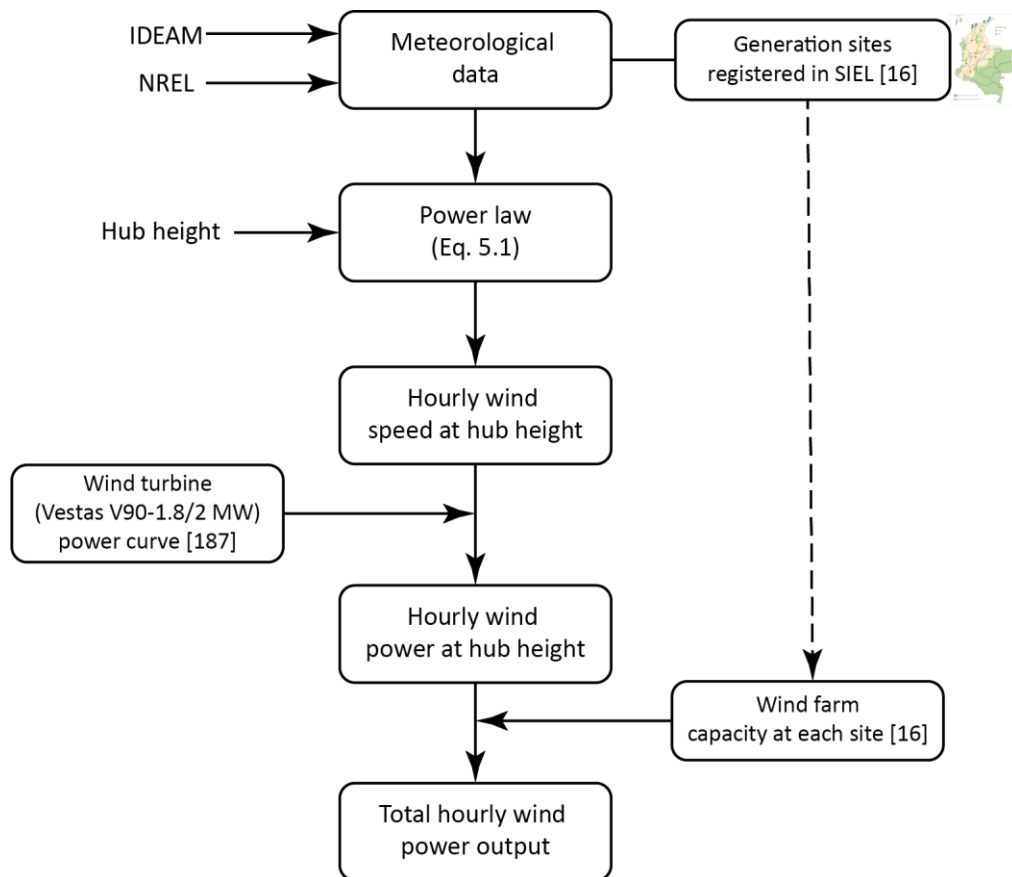 IDEAM
NREL
Meteorological
data
Generation sites
registered in SIEL [16]
Hub height
Power law
(Eq. 5.1)
Hourly wind
speed at hub height
Wind turbine
(Vestas V90-1.8/2 MW)
power curve [187]
Hourly wind
power at hub height
Wind farm
capacity at each site [16]
Total hourly wind
power output